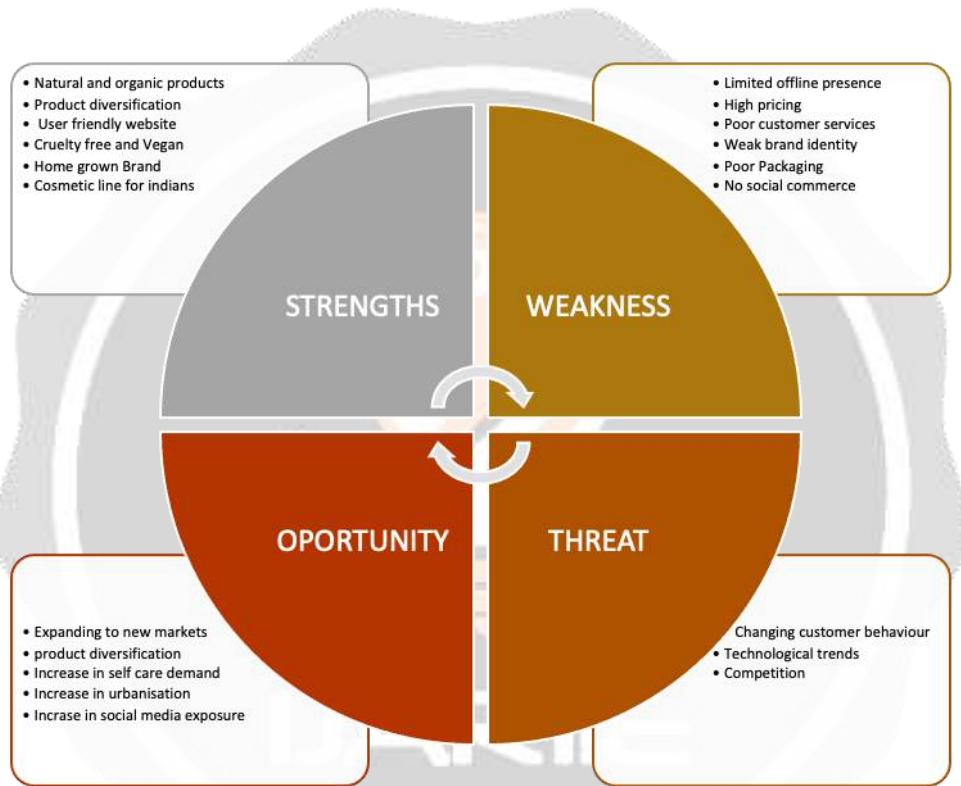 • Natural and organic products
• Product diversification
• User friendly website
• Cruelty free and Vegan
• Home grown Brand
• Cosmetic line for indians
• Limited offline presence
• High pricing
• Poor customer services
• Weak brand identity
• Poor Packaging
• No social commerce
STRENGTHS
WEAKNESS
OPORTUNITY
THREAT
• Expanding to new markets
• product diversification
• Increase in self care demand
• Increase in urbanisation
• Incrase in social media exposure
Changing customer behaviour
• Technological trends
• Competition